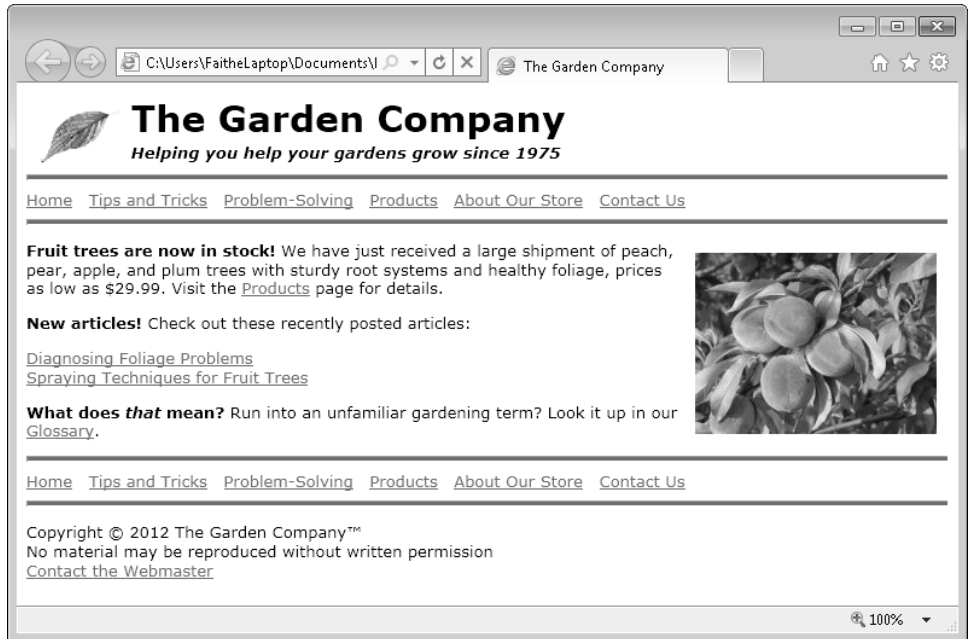 C:\Users\FaitheLaptop\Documents\
The Garden Company
The Garden Company
Helping you help your gardens grow since 1975
Home Tips and Tricks Problem-Solving Products About Our Store Contact Us
Fruit trees are now in stock! We have just received a large shipment of peach,
pear, apple, and plum trees with sturdy root systems and healthy foliage, prices
as low as $29.99. Visit the Products page for details.
New articles! Check out these recently posted articles:
Diagnosing Foliage Problems
Spraying Techniques for Fruit Trees
What does that mean? Run into an unfamiliar gardening term? Look it up in our
Glossary.
Home Tips and Tricks Problem-Solving Products About Our Store Contact Us
Copyright © 2012 The Garden Company™
No material may be reproduced without written permission
Contact the Webmaster
100%